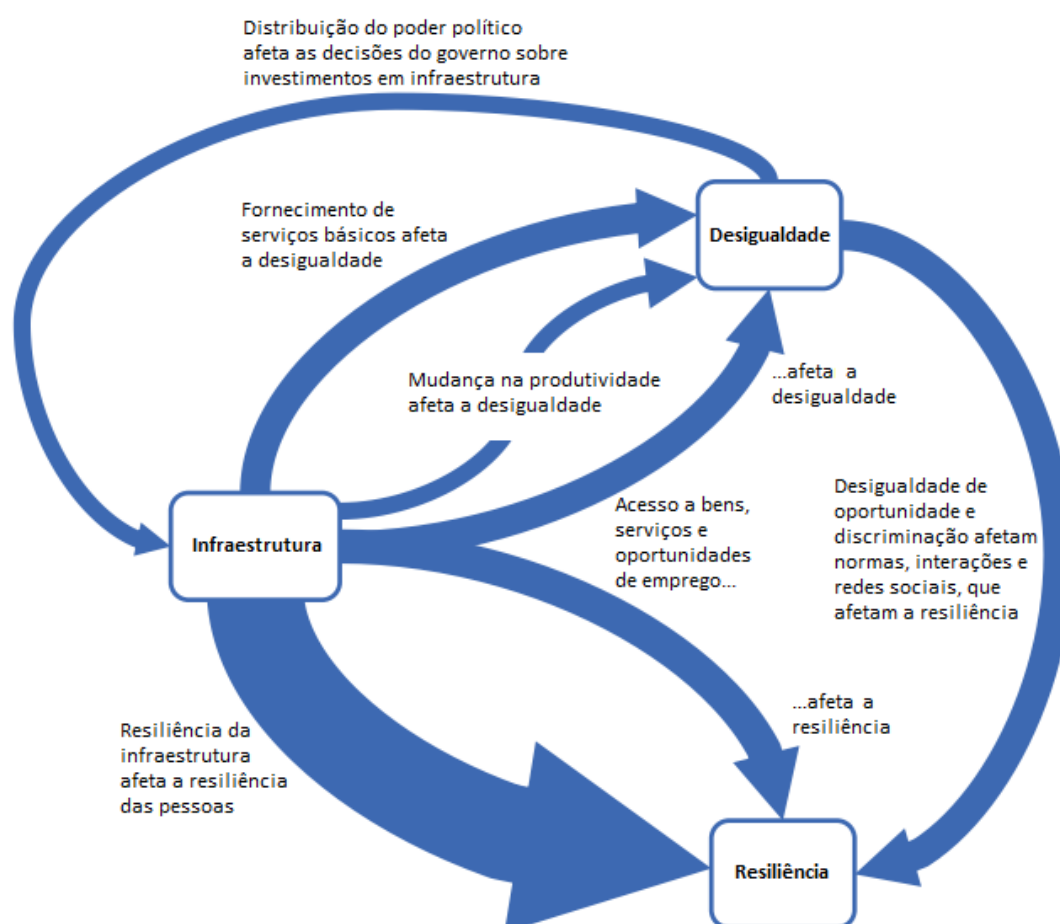 Distribuição do poder político
afeta as decisões do governo sobre
investimentos em infraestrutura
Fornecimento de
serviços básicos afeta
a desigualdade
Desigualdade
Mudança na produtividade
afeta a desigualdade
...afeta a
desigualdade
Infraestrutura
Acesso a bens,
serviços e
oportunidades
de emprego...
Desigualdade de
oportunidade e
discriminação afetam
normas, interações e
redes sociais, que
afetam a resiliência
...afeta a
resiliência
Resiliência da
infraestrutura
afeta a resiliência
das pessoas
Resiliência